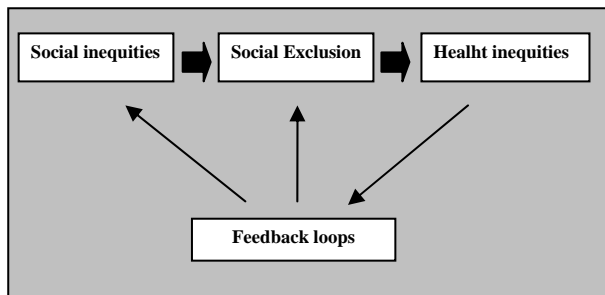 Social inequities
Social Exclusion
Healht inequities
Feedback loops